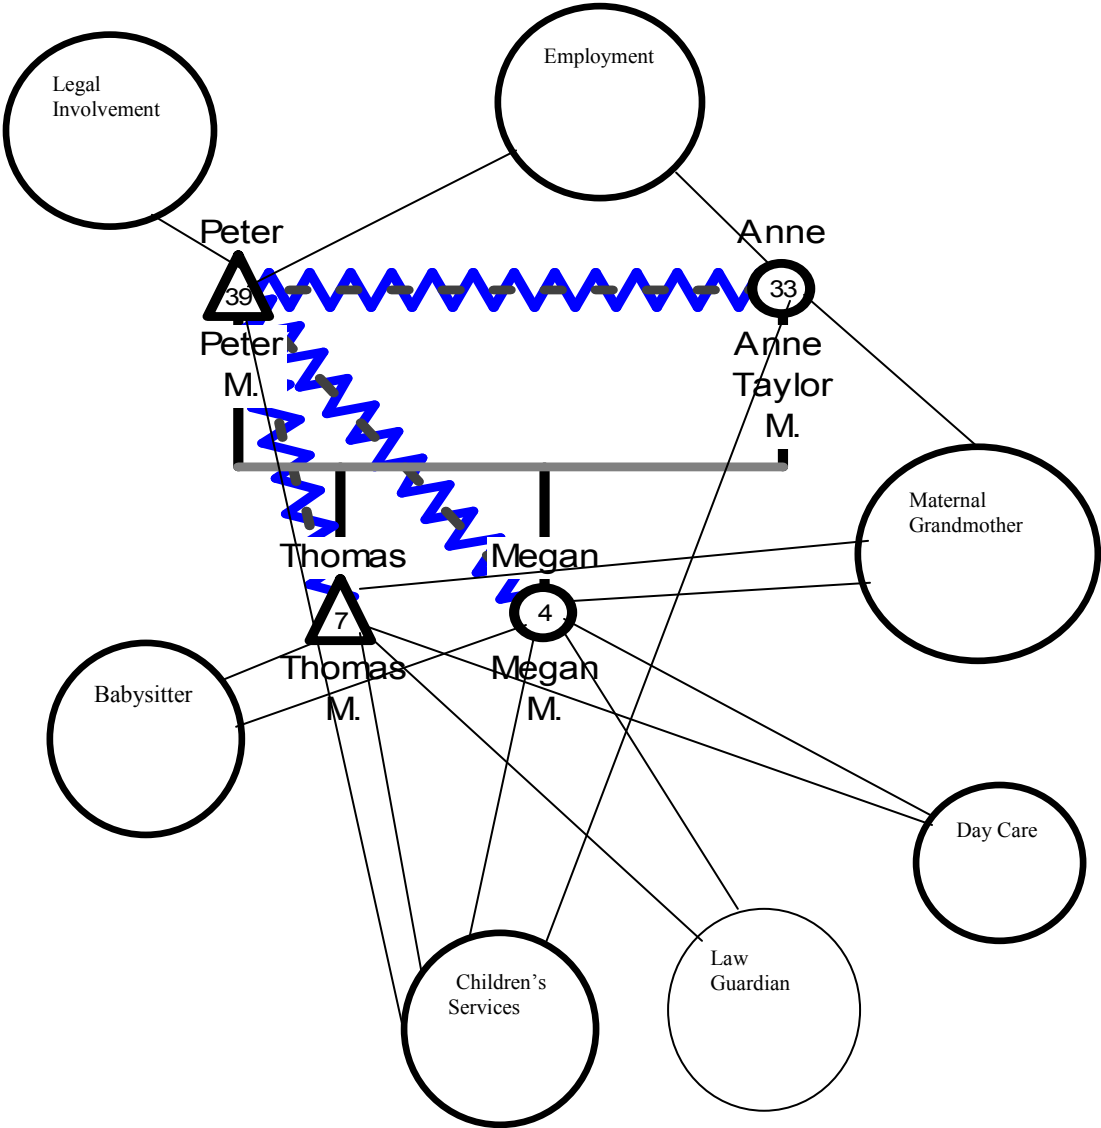 Legal
Involvement
Employment
Peter
Anne
39
33
Peter
M.
Anne
Taylor
M.
Maternal
Grandmother
Thomas
Megan
7
4
Thomas
M.
Megan
M.
Babysitter
Day Care
Law
Guardian
Children’s
Services